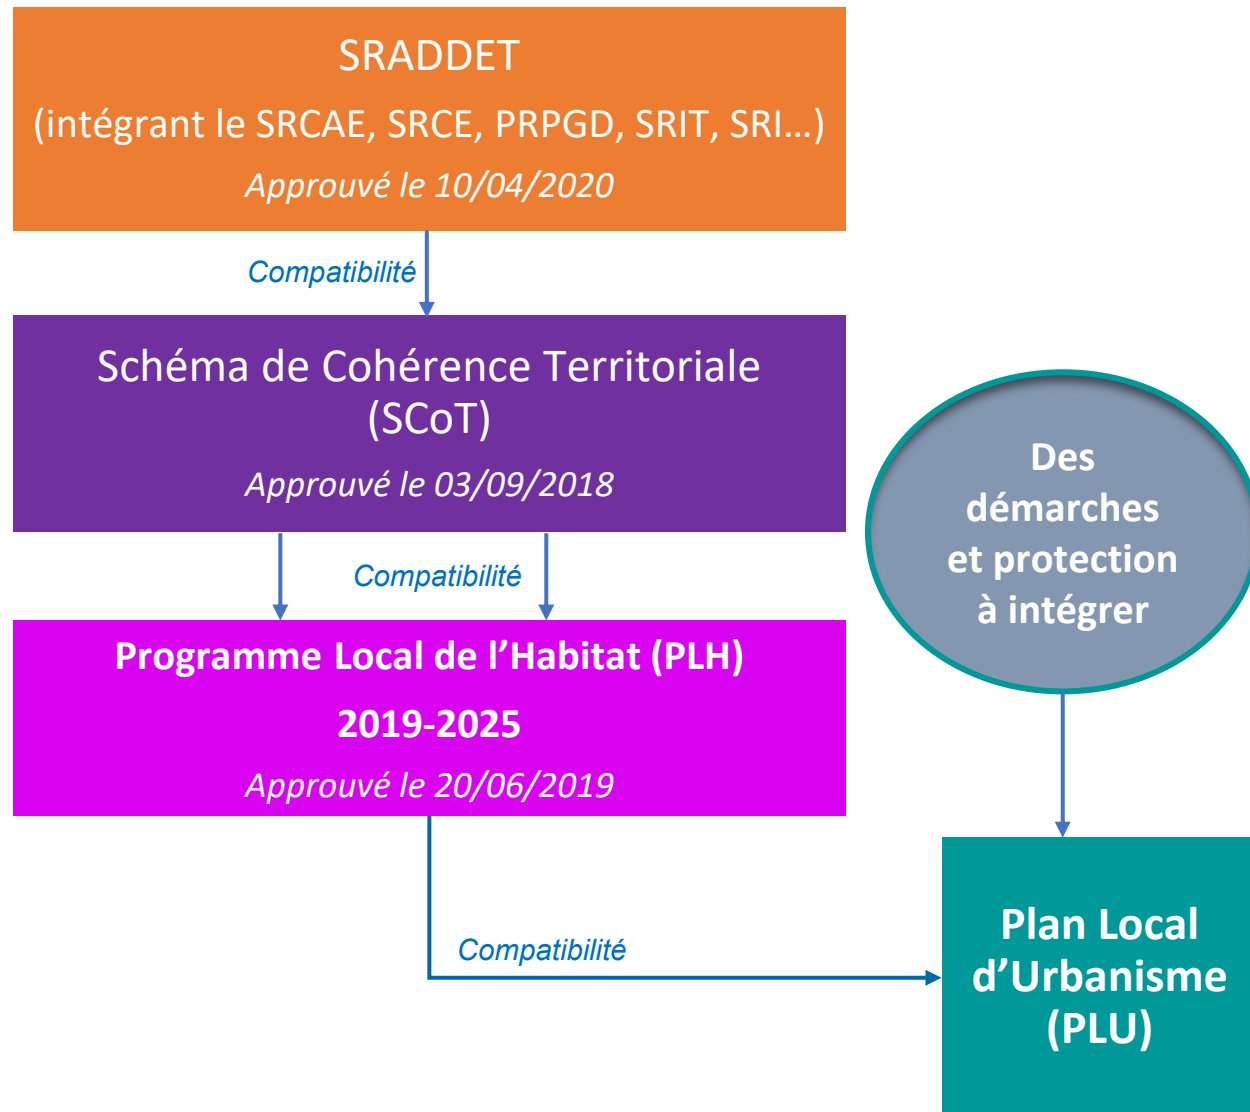 SRADDET
(intégrant le SRCAE, SRCE, PRPGD, SRIT, SRI…)
Approuvé le 10/04/2020
Compatibilité
Schéma de Cohérence Territoriale
(SCoT)
Approuvé le 03/09/2018
Compatibilité
Programme Local de l’Habitat (PLH)
2019-2025
Approuvé le 20/06/2019
Des
démarches
et protection
à intégrer
Compatibilité
Plan Local
d’Urbanisme
(PLU)